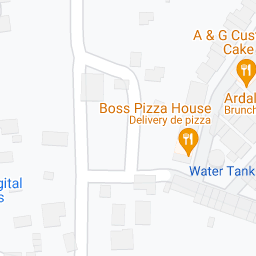 A & G Cust
Cake
Ardal
Brunch
Boss Pizza House
Delivery de pizza
Water Tank
gital
s